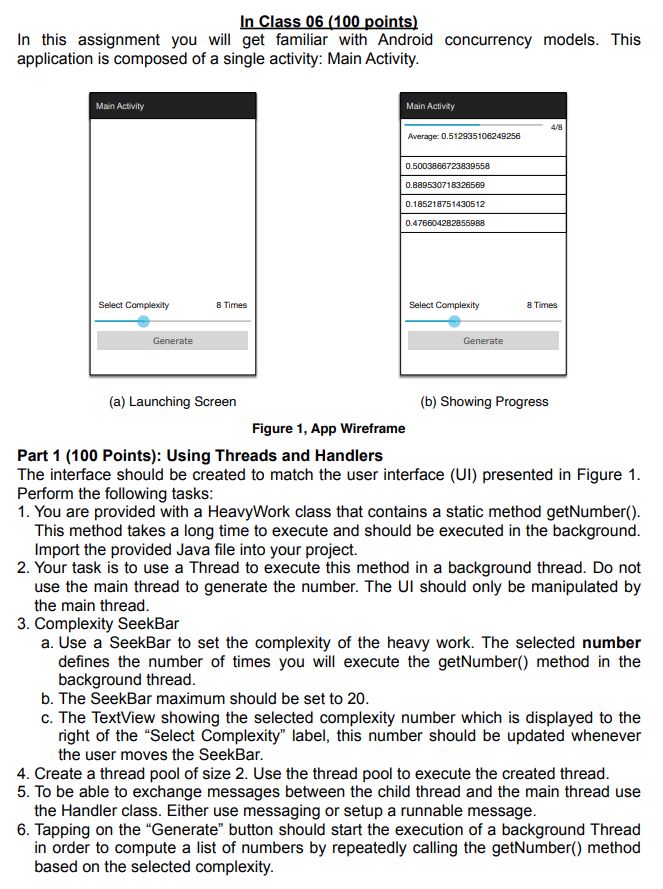 In Class 06 (100 points)
In this assignment you will get familiar with Android concurrency models. This
application is composed of a single activity: Main Activity.
Main Activity
Select Complexity 8 Times
Generate
(a) Launching Screen
Main Activity
4/8
Average: 0.512935106249256
0.5003866723839558
0.889530718326569
0.185218751430512
0.476604282855988
Select Complexity 8 Times
Generate
(b) Showing Progress
Figure 1, App Wireframe
Part 1 (100 Points): Using Threads and Handlers
The interface should be created to match the user interface (UI) presented in Figure 1.
Perform the following tasks:
1. You are provided with a HeavyWork class that contains a static method getNumber().
This method takes a long time to execute and should be executed in the background.
Import the provided Java file into your project.
2. Your task is to use a Thread to execute this method in a background thread. Do not
use the main thread to generate the number. The UI should only be manipulated by
the main thread.
3. Complexity SeekBar
a. Use a SeekBar to set the complexity of the heavy work. The selected number
defines the number of times you will execute the getNumber() method in the
background thread.
b. The SeekBar maximum should be set to 20.
c. The TextView showing the selected complexity number which is displayed to the
right of the “Select Complexity” label, this number should be updated whenever
the user moves the SeekBar.
4. Create a thread pool of size 2. Use the thread pool to execute the created thread.
5. To be able to exchange messages between the child thread and the main thread use
the Handler class. Either use messaging or setup a runnable message.
6. Tapping on the “Generate” button should start the execution of a background Thread
in order to compute a list of numbers by repeatedly calling the getNumber() method
based on the selected complexity.